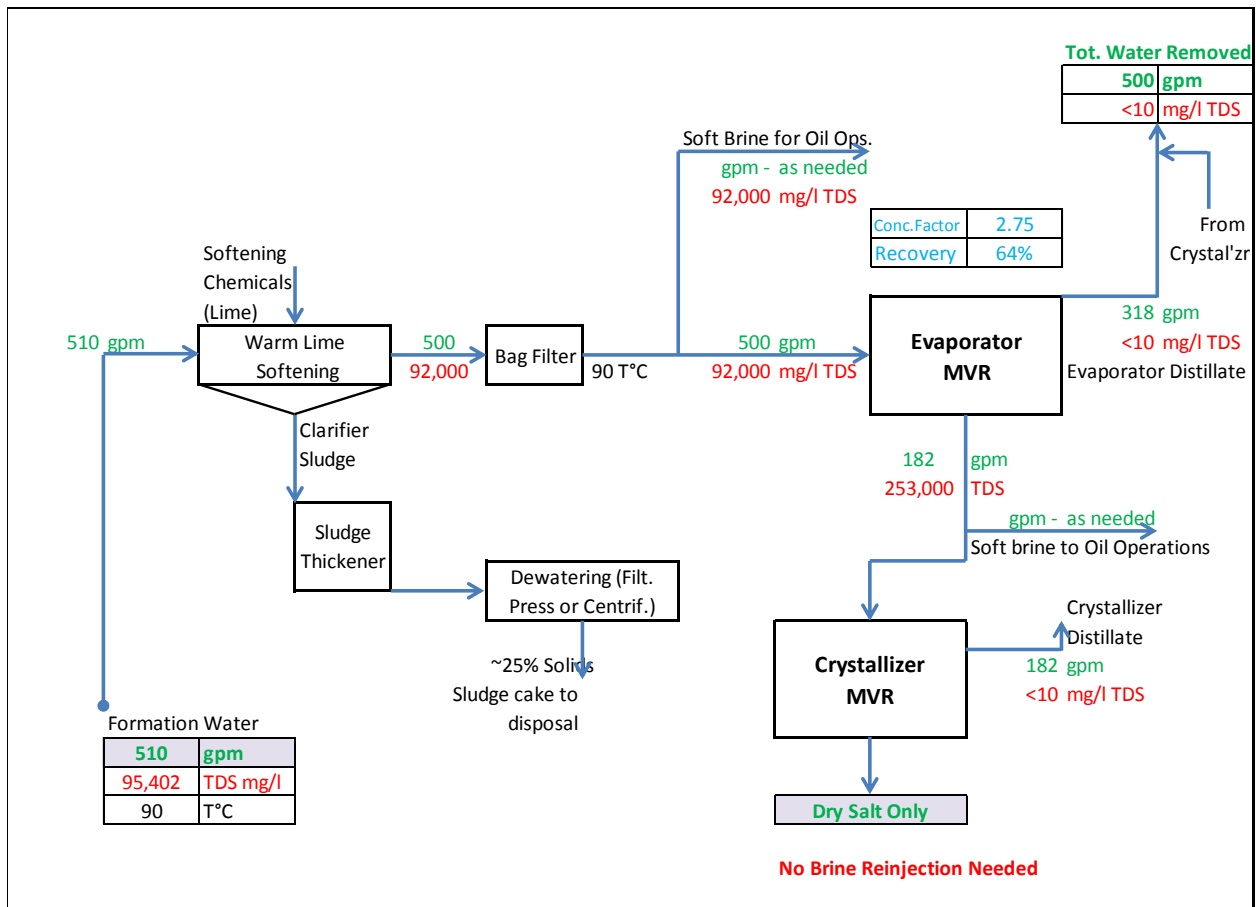 Tot. Water Removed
500 gpm
<10 mg/l TDS
Soft Brine for Oil Ops.
gpm - as needed
92,000 mg/l TDS
Conc.Factor 2.75
Recovery 64%
From
Crystal'zr
Softening
Chemicals
(Lime)
510 gpm
Warm Lime
Softening
500
92,000
Bag Filter
90 T°C
500 gpm
92,000 mg/l TDS
Evaporator
MVR
318 gpm
<10 mg/l TDS
Evaporator Distillate
Clarifier
Sludge
182 gpm
253,000 TDS
gpm - as needed
Soft brine to Oil Operations
Sludge
Thickener
Dewatering (Filt.
Press or Centrif.)
~25% Solids
Sludge cake to
disposal
Crystallizer
MVR
Crystallizer
Distillate
182 gpm
<10 mg/l TDS
Formation Water
510 gpm
95,402 TDS mg/l
90 T°C
Dry Salt Only
No Brine Reinjection Needed